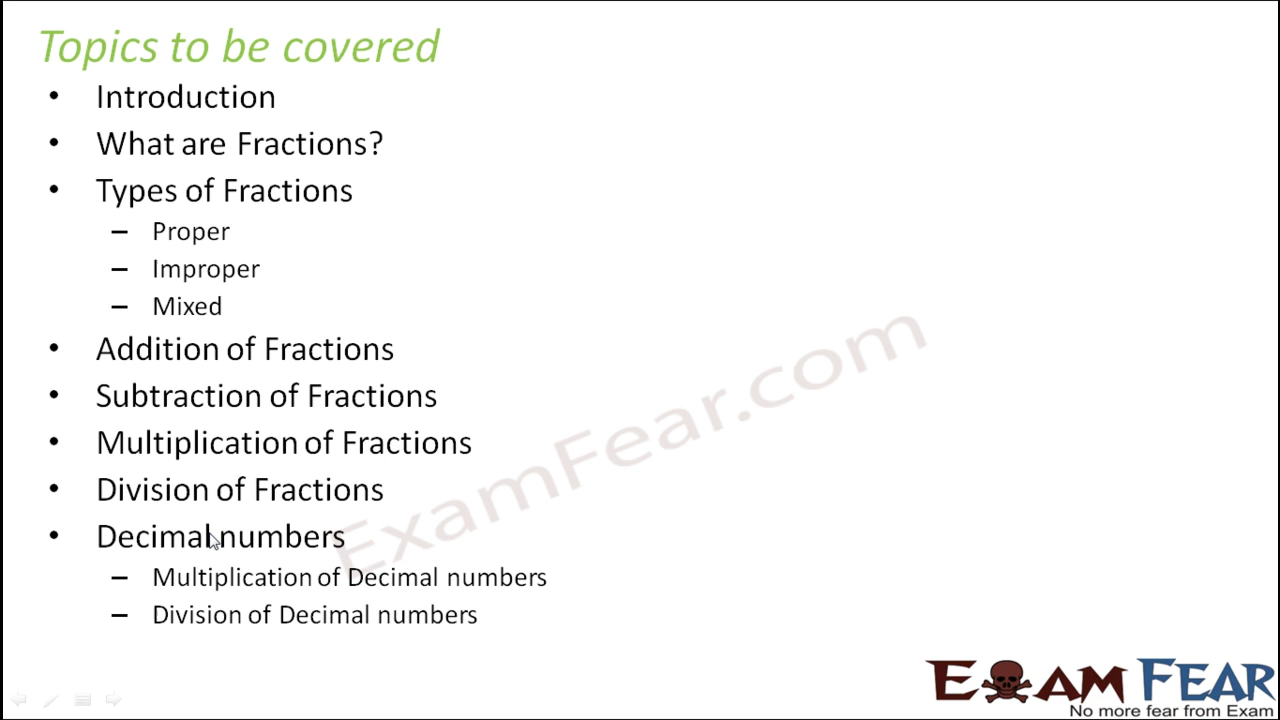 Topics to be covered
• Introduction
• What are Fractions?
• Types of Fractions
– Proper
– Improper
– Mixed
• Addition of Fractions
• Subtraction of Fractions
• Multiplication of Fractions
• Division of Fractions
• Decimal numbers
– Multiplication of Decimal numbers
– Division of Decimal numbers
ExamFear.com
EXAM FEAR
No more fear from Exam